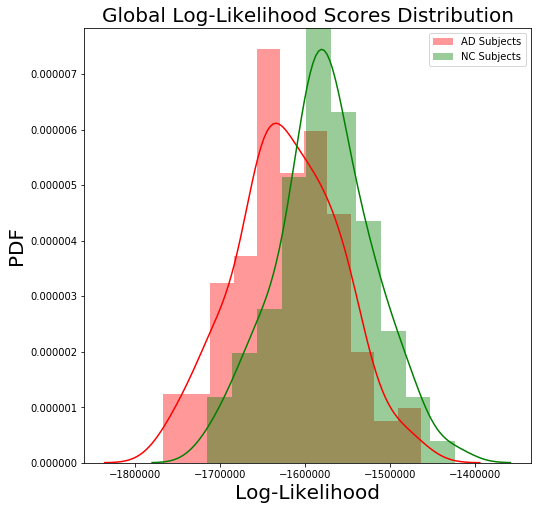 Global Log-Likelihood Scores Distribution
AD Subjects
NC Subjects
0.000007
0.000006
0.000005
0.000004
0.000003
0.000002
0.000001
0.000000
PDF
−1800000 −1700000 −1600000 −1500000 −1400000
Log-Likelihood